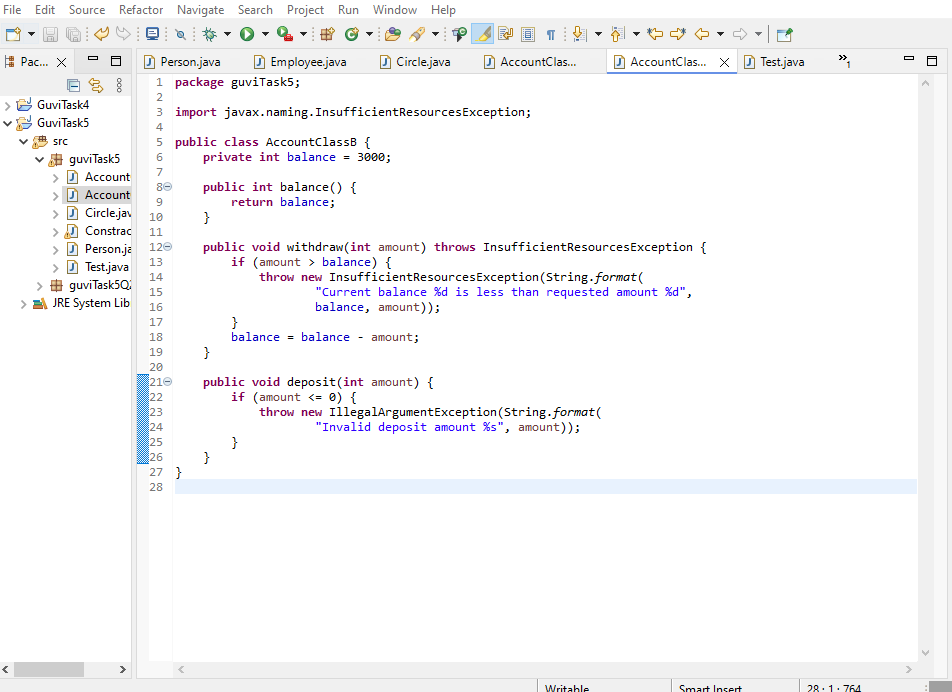 File Edit Source Refactor Navigate Search Project Run Window Help
Pac...
Person.java Employee.java Circle.java AccountClas... AccountClas... Test.java »1
GuviTask4
GuviTask5
src
guviTask5
Account
Account
Circle.jav
Constrac
Person.ja
Test.java
guviTask5Q
JRE System Lib
1 package guviTask5;
2
3 import javax.naming.InsufficientResourcesException;
4
5 public class AccountClassB {
6 private int balance = 3000;
7
8 public int balance() {
9 return balance;
10 }
11
12 public void withdraw(int amount) throws InsufficientResourcesException {
13 if (amount > balance) {
14 throw new InsufficientResourcesException(String.format(
15 "Current balance %d is less than requested amount %d",
16 balance, amount));
17 }
18 balance = balance - amount;
19 }
20
21 public void deposit(int amount) {
22 if (amount <= 0) {
23 throw new IllegalArgumentException(String.format(
24 "Invalid deposit amount %s", amount));
25 }
26 }
27 }
28
Writable Smart Insert 28 : 1 : 764